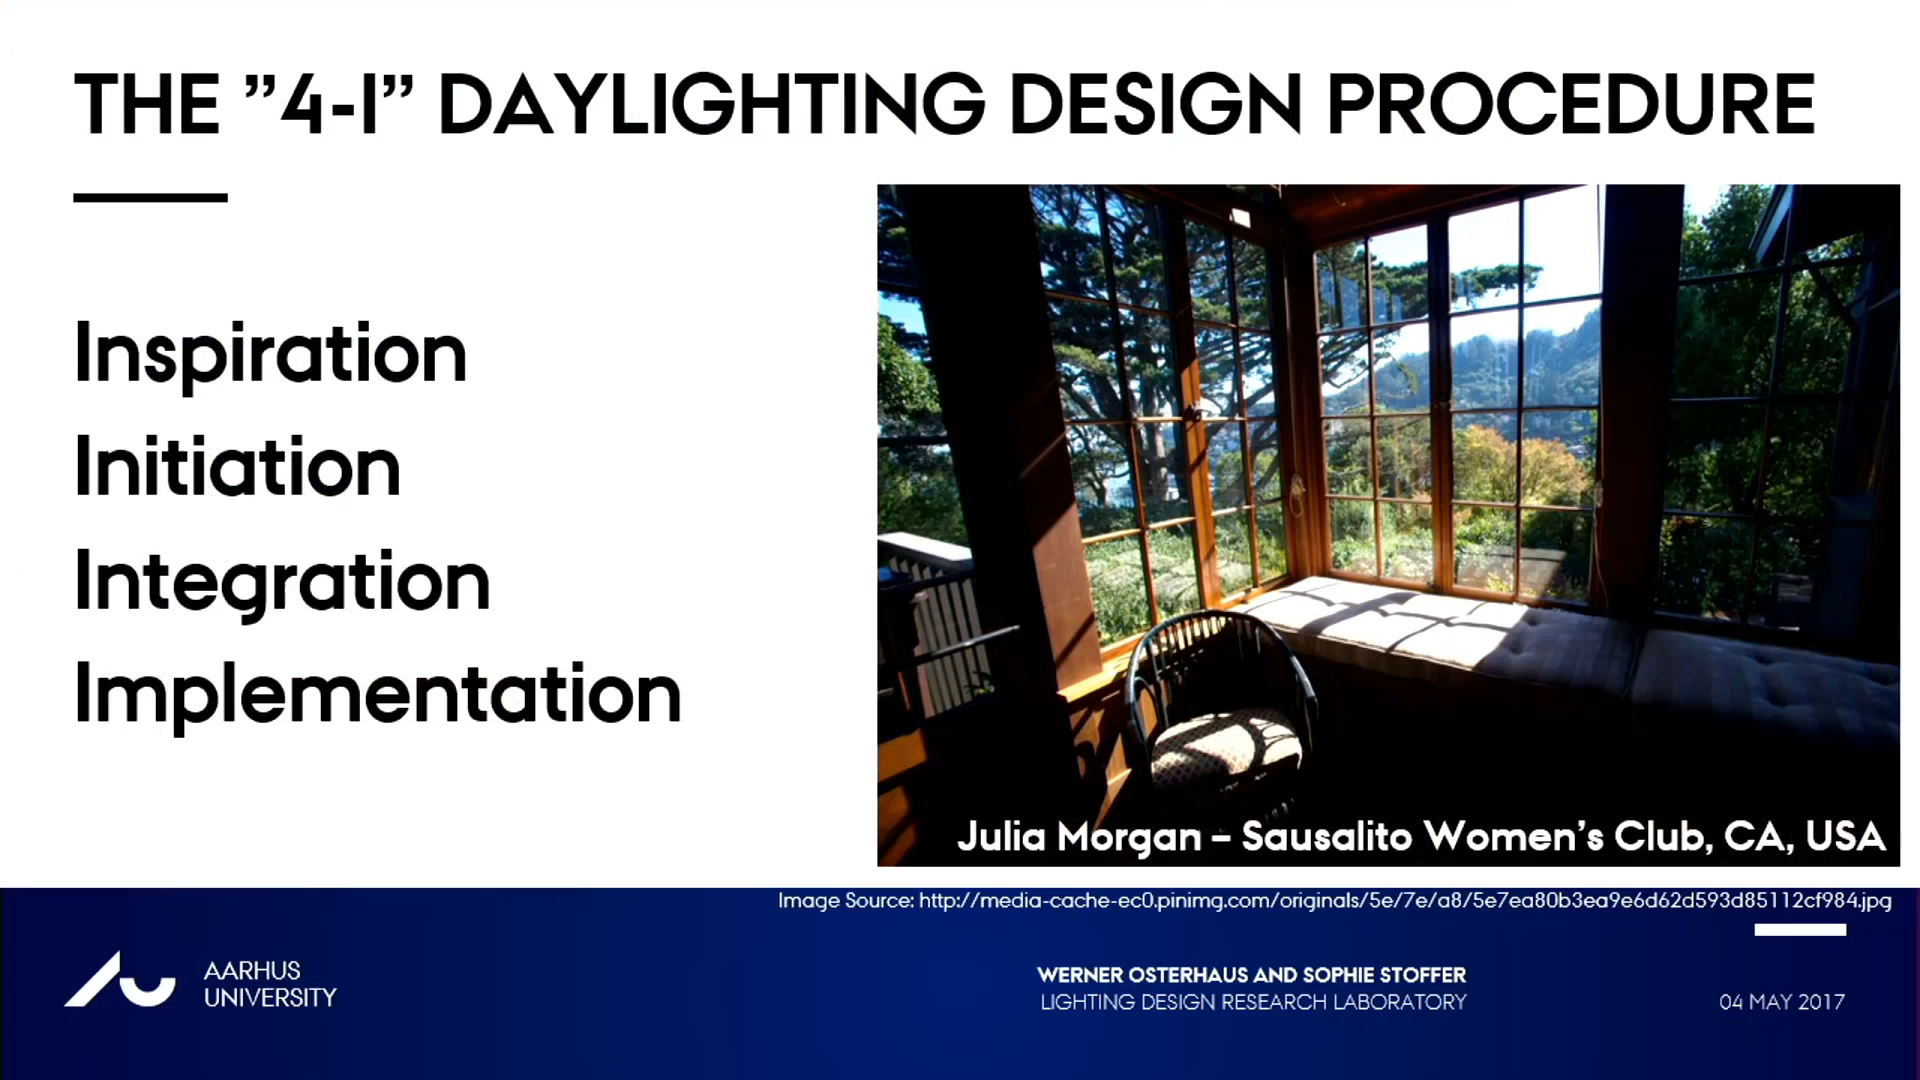 THE ”4-I” DAYLIGHTING DESIGN PROCEDURE
Inspiration
Initiation
Integration
Implementation
Julia Morgan – Sausalito Women’s Club, CA, USA
Image Source: http://media-cache-ec0.pinimg.com/originals/5e/7e/a8/5e7ea80b3ea9e6d62d593d85112cf984.jpg
AARHUS
UNIVERSITY
WERNER OSTERHAUS AND SOPHIE STOFFER
LIGHTING DESIGN RESEARCH LABORATORY
04 MAY 2017